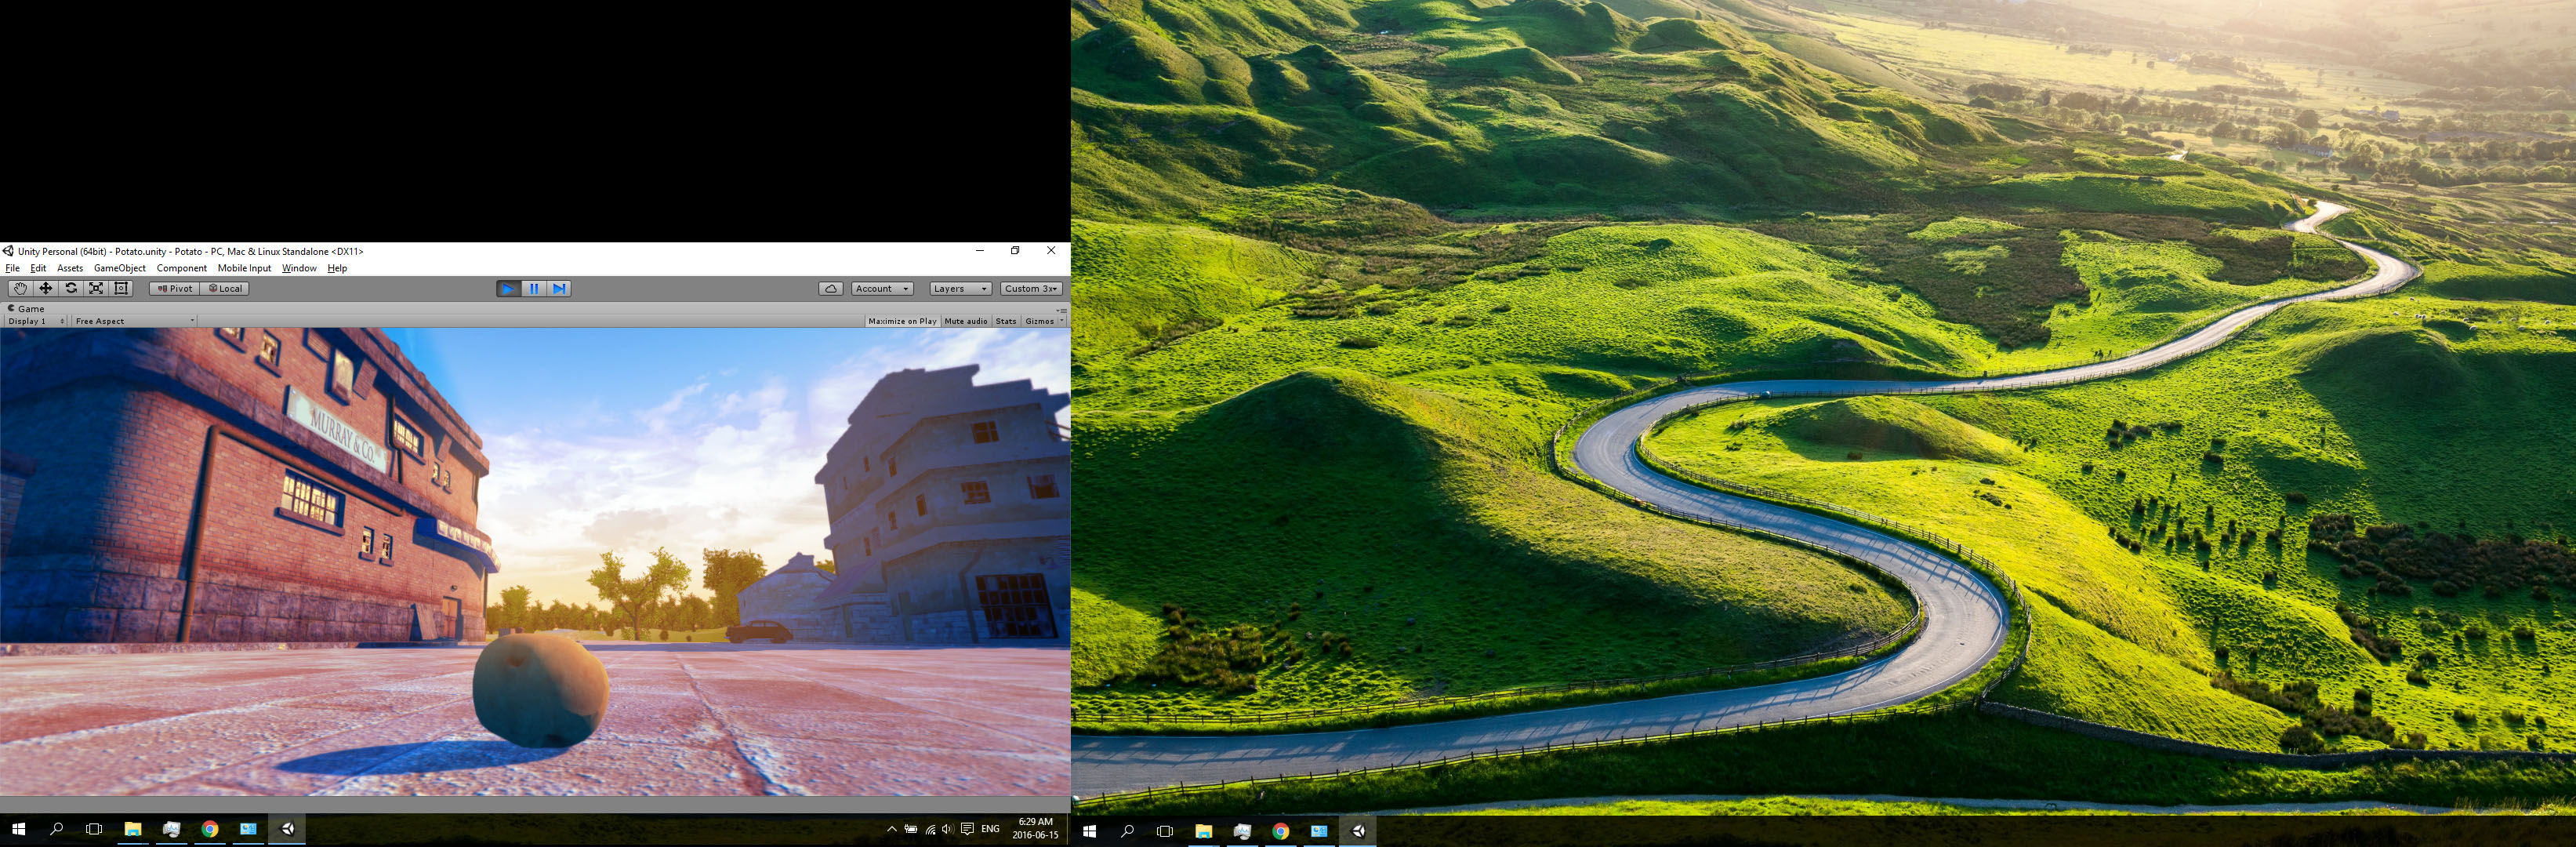 Unity Personal (64bit) - Potato.unity - Potato - PC, Mac & Linux Standalone <DX11>
File Edit Assets GameObject Component Mobile Input Window Help
Pivot Local Account Layers Custom 3x
Game
Display 1 Free Aspect Maximize on Play Mute audio Stats Gizmos
MURRAY & CO.
ENG
6:29 AM
2016-06-15